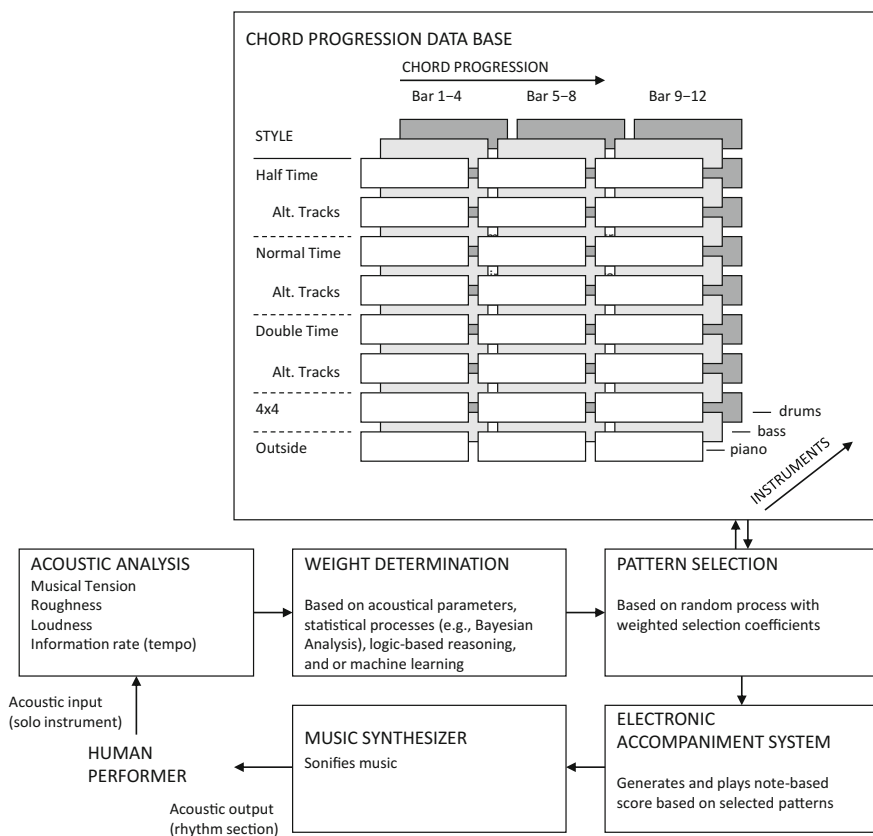 CHORD PROGRESSION DATA BASE
CHORD PROGRESSION
Bar 1–4 Bar 5–8 Bar 9–12
STYLE
Half Time
Alt. Tracks
Normal Time
Alt. Tracks
Double Time
Alt. Tracks
4x4
Outside
drums
bass
piano
INSTRUMENTS
ACOUSTIC ANALYSIS
Musical Tension
Roughness
Loudness
Information rate (tempo)
WEIGHT DETERMINATION
Based on acoustical parameters,
statistical processes (e.g., Bayesian
Analysis), logic-based reasoning,
and or machine learning
PATTERN SELECTION
Based on random process with
weighted selection coefficients
Acoustic input
(solo instrument)
HUMAN
PERFORMER
Acoustic output
(rhythm section)
MUSIC SYNTHESIZER
Sonifies music
ELECTRONIC
ACCOMPANIMENT SYSTEM
Generates and plays note-based
score based on selected patterns